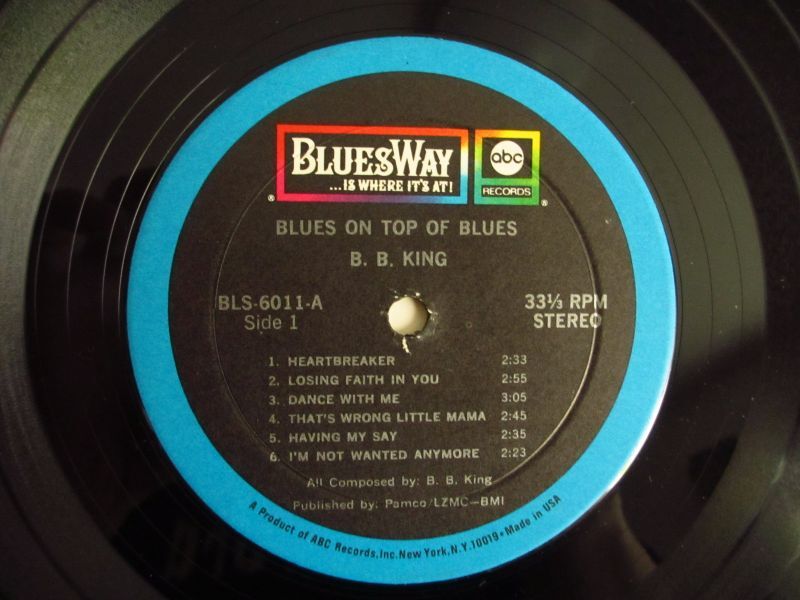 BLUESWAY
...IS WHERE IT'S AT!
abc
RECORDS
® ®
BLUES ON TOP OF BLUES
B. B. KING
BLS-6011-A 33⅓ RPM
Side 1 STEREO
1. HEARTBREAKER 2:33
2. LOSING FAITH IN YOU 2:55
3. DANCE WITH ME 3:05
4. THAT'S WRONG LITTLE MAMA 2:45
5. HAVING MY SAY 2:35
6. I'M NOT WANTED ANYMORE 2:23
All Composed by: B. B. King
Published by: Pamco/LZMC-BMI
A Product of ABC Records, Inc. New York, N.Y. 10019 • Made in USA